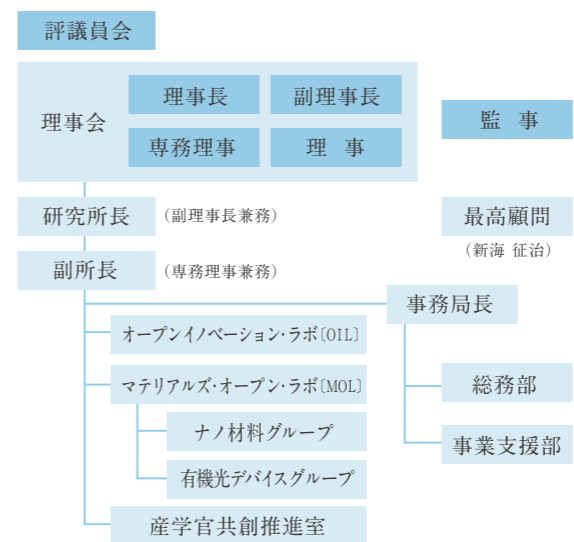 評議員会
理事会
理事長
副理事長
専務理事
理 事
監 事
研究所長
(副理事長兼務)
最高顧問
(新海 征治)
副所長
(専務理事兼務)
事務局長
オープンイノベーション・ラボ〔OIL〕
マテリアルズ・オープン・ラボ〔MOL〕
総務部
ナノ材料グループ
事業支援部
有機光デバイスグループ
産学官共創推進室